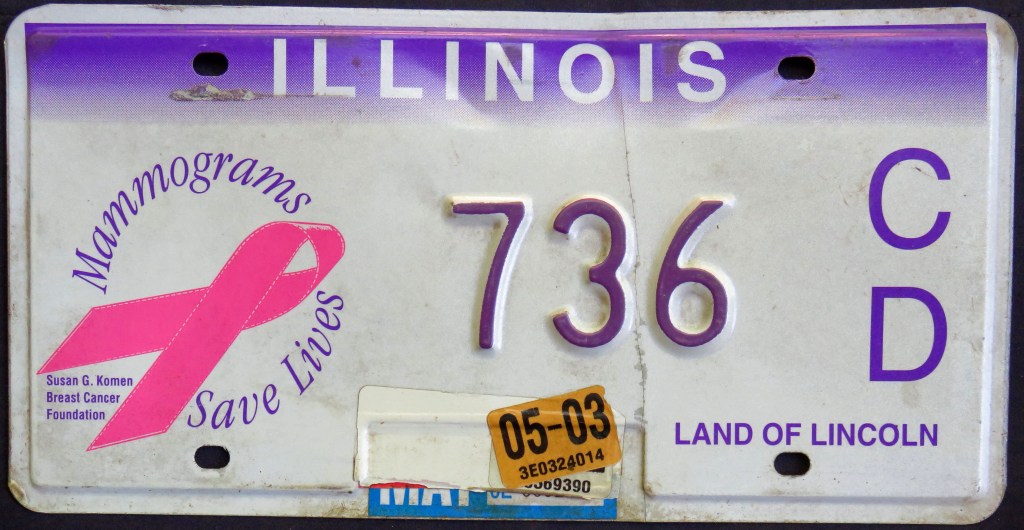 ILLINOIS
Mammograms
Save Lives
Susan G. Komen
Breast Cancer
Foundation
736
C
D
LAND OF LINCOLN
05-03
3E0324014